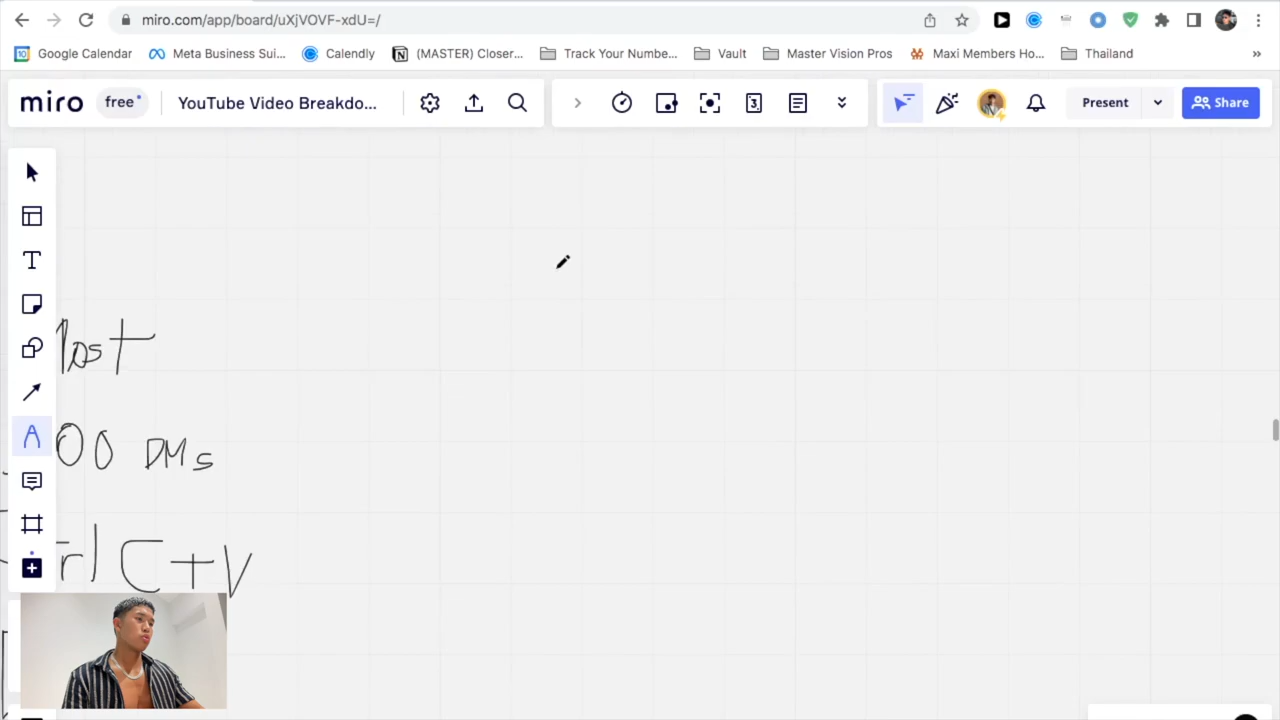 miro.com/app/board/uXjVOVF-xdU=/
Google Calendar Meta Business Sui... Calendly (MASTER) Closer... Track Your Numbe... Vault Master Vision Pros Maxi Members Ho... Thailand »
miro free YouTube Video Breakdo... 3 Present Share
Post
00 DMs
rl C+V